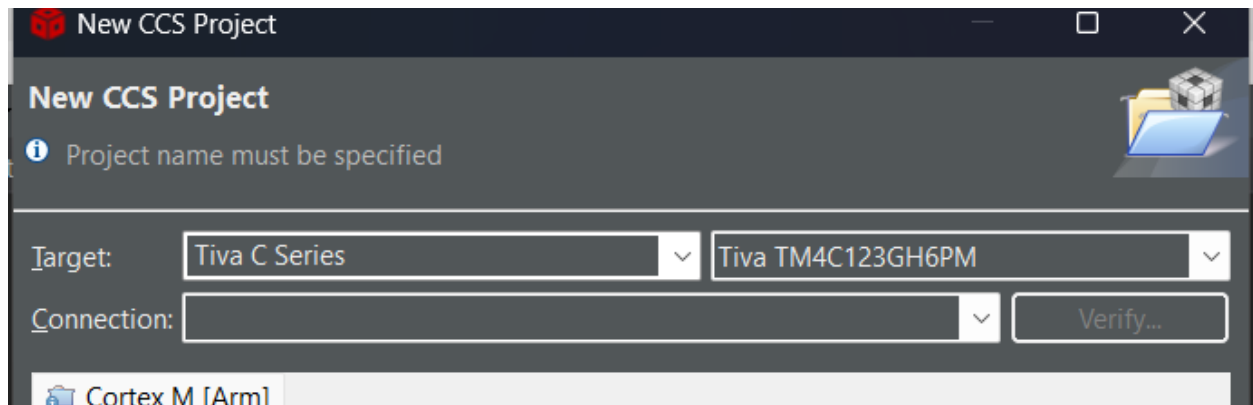 New CCS Project
New CCS Project
Project name must be specified
Target: Tiva C Series Tiva TM4C123GH6PM
Connection: Verify...
Cortex M [Arm]